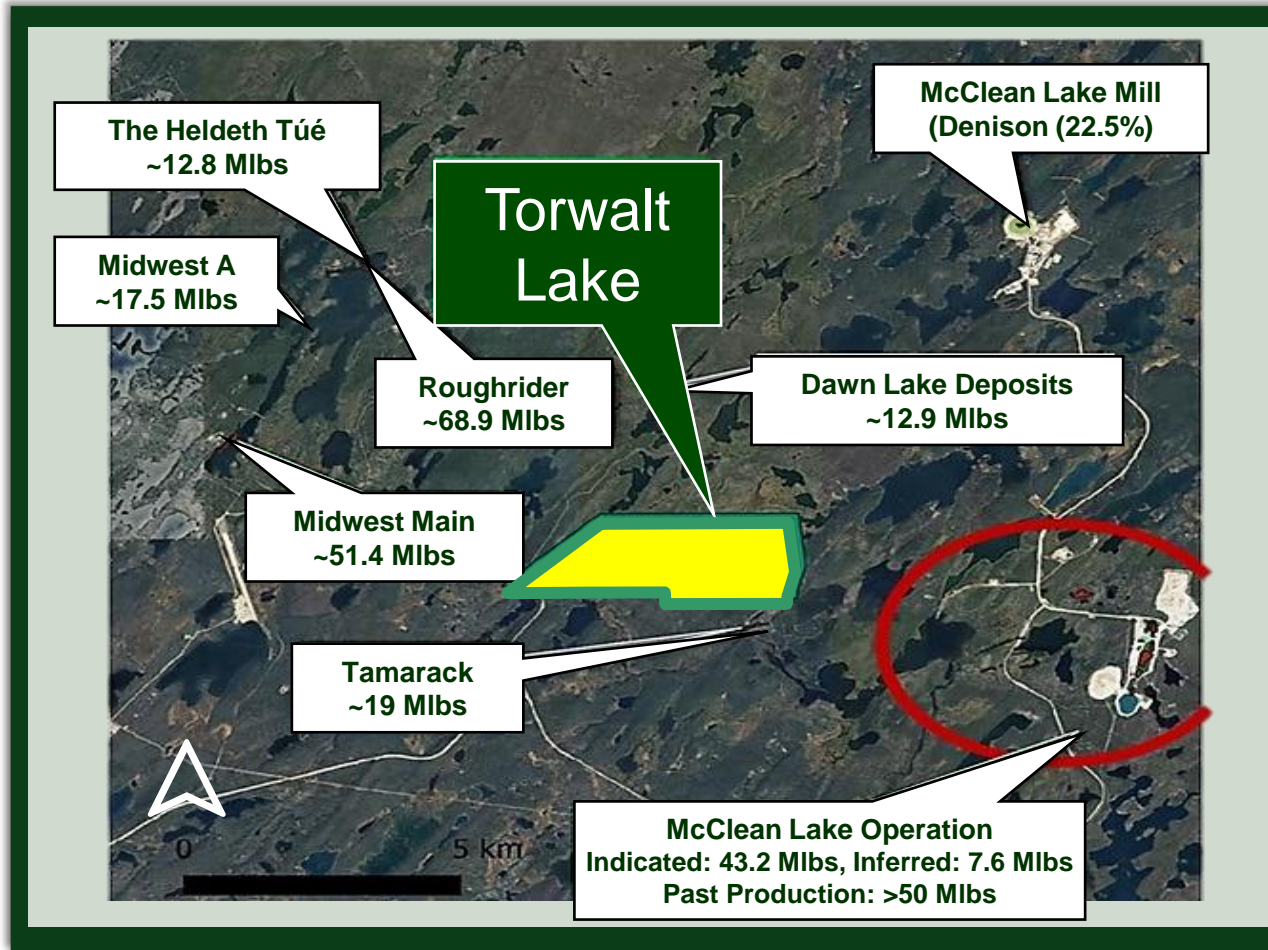 The Heldeth Túé
~12.8 Mlbs
McClean Lake Mill
(Denison (22.5%)
Torwalt
Lake
Midwest A
~17.5 Mlbs
Roughrider
~68.9 Mlbs
Dawn Lake Deposits
~12.9 Mlbs
Midwest Main
~51.4 Mlbs
Tamarack
~19 Mlbs
McClean Lake Operation
Indicated: 43.2 Mlbs, Inferred: 7.6 Mlbs
Past Production: >50 Mlbs
0 5 km